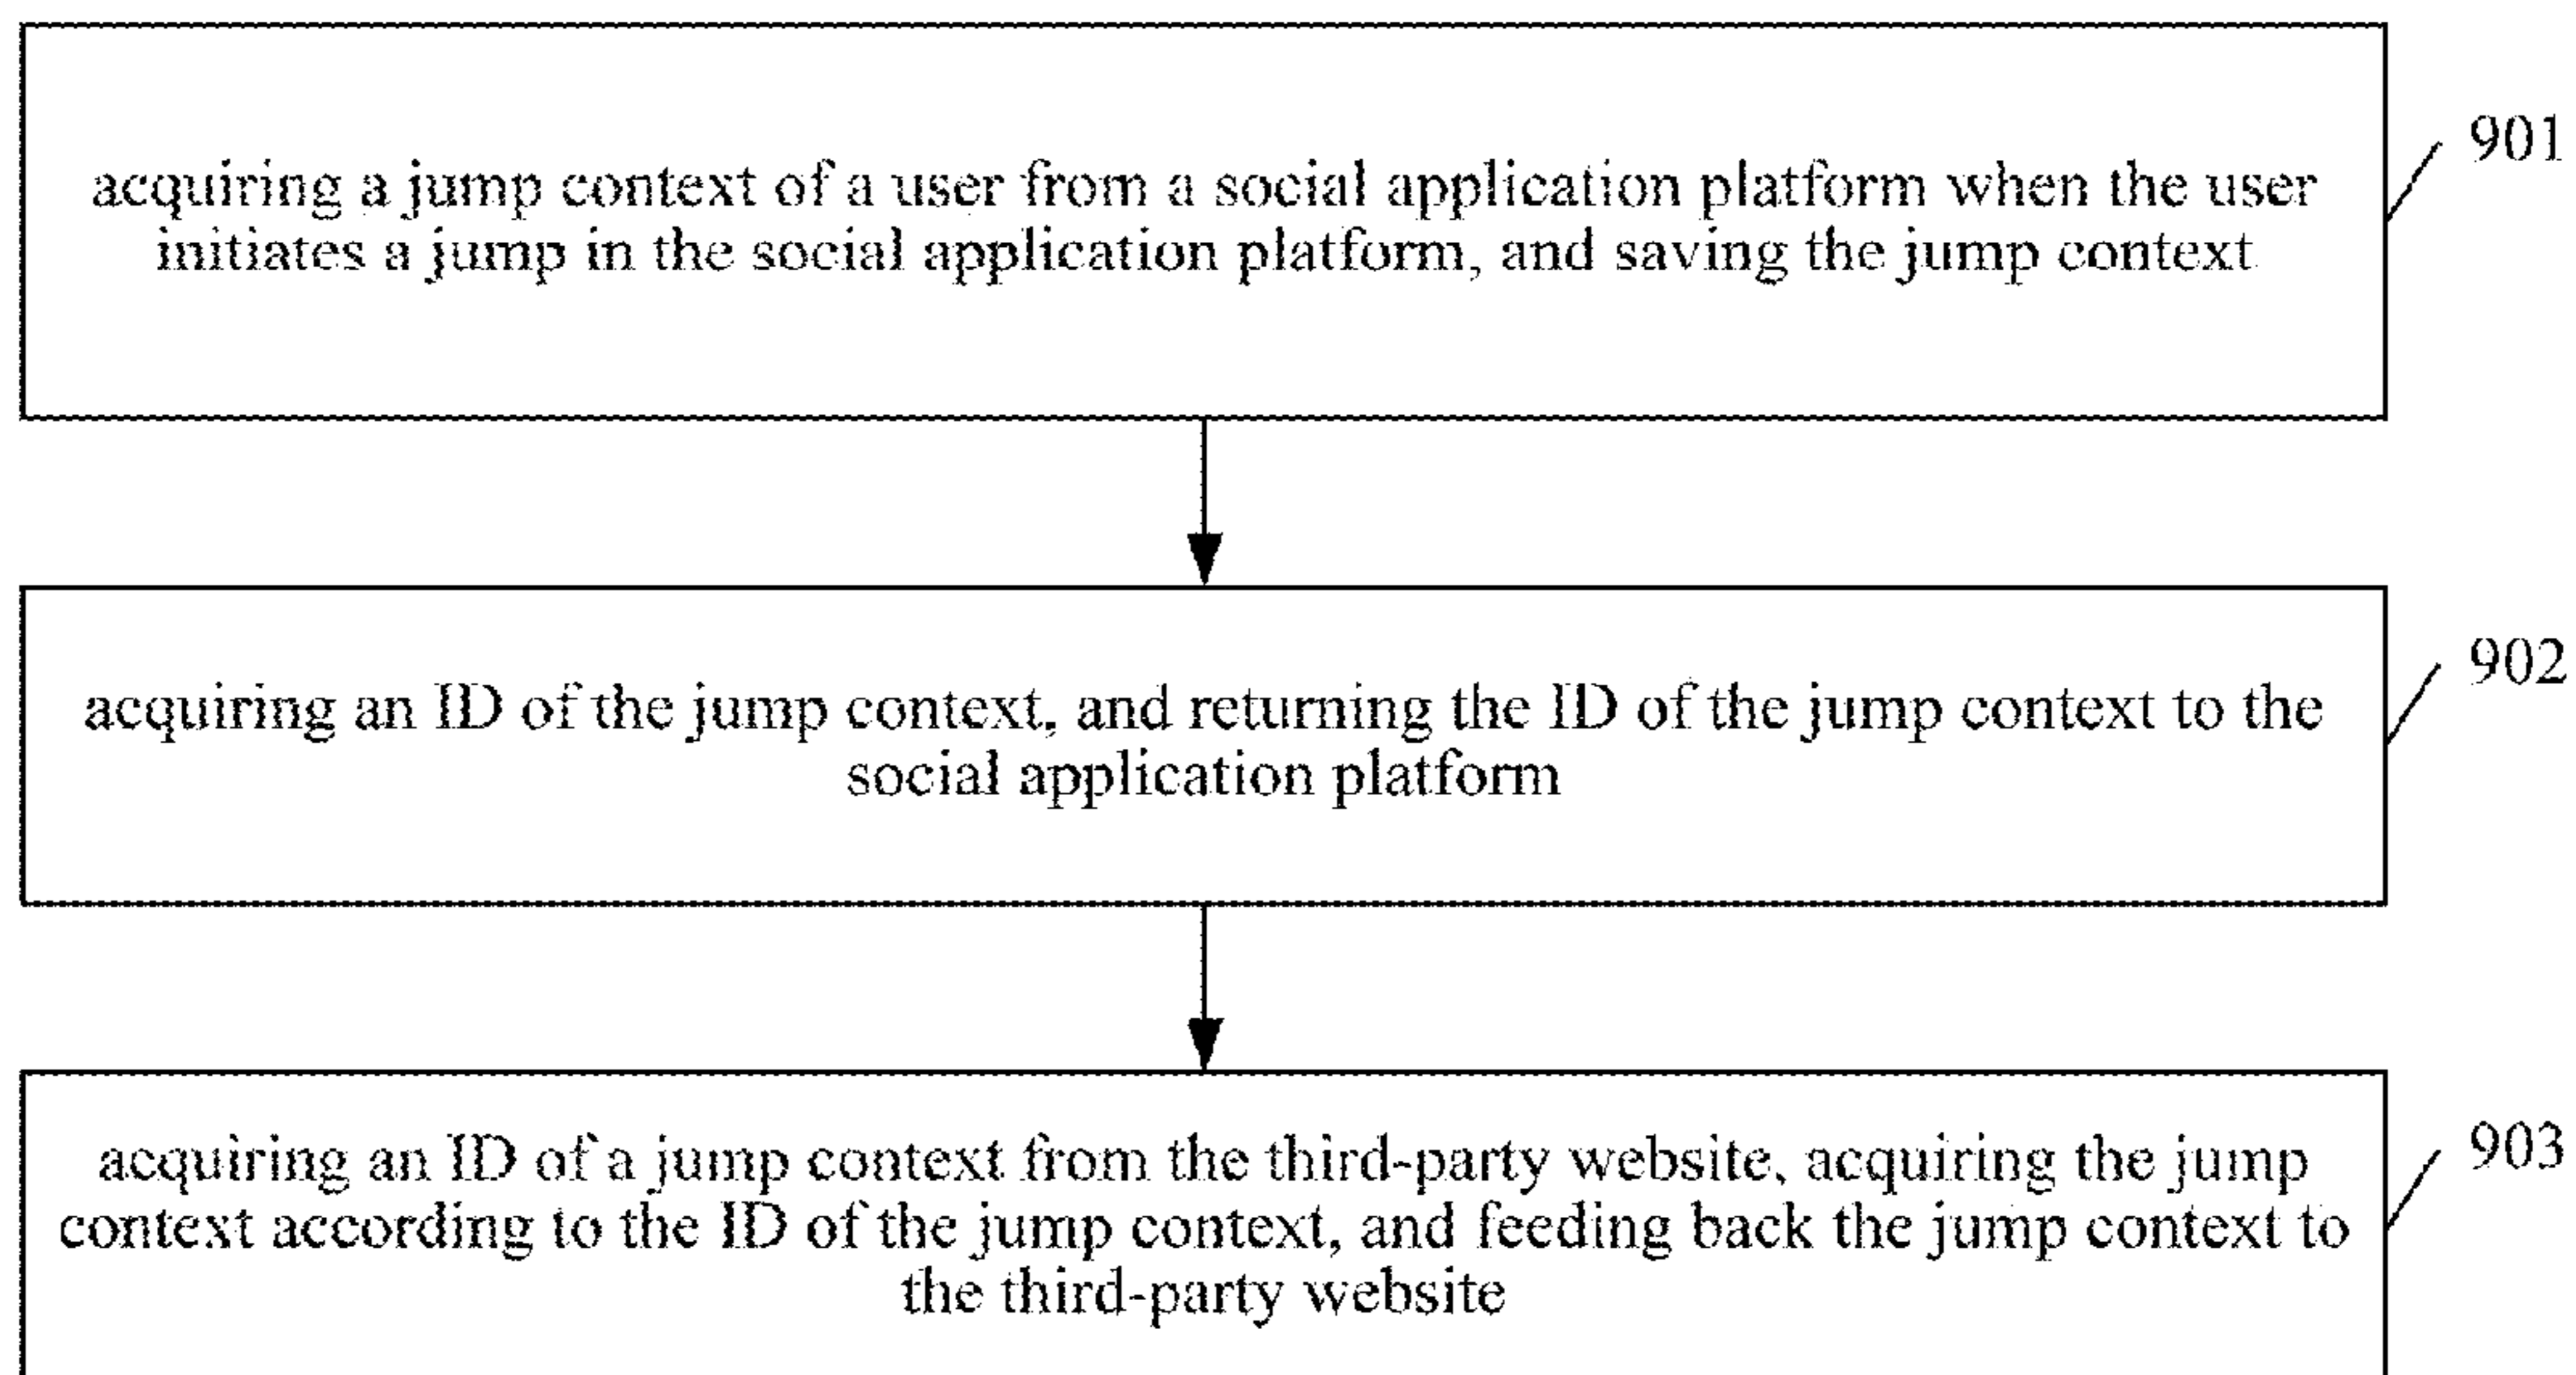 acquiring a jump context of a user from a social application platform when the user
initiates a jump in the social application platform, and saving the jump context
901
acquiring an ID of the jump context, and returning the ID of the jump context to the
social application platform
902
acquiring an ID of a jump context from the third-party website, acquiring the jump
context according to the ID of the jump context, and feeding back the jump context to
the third-party website
903